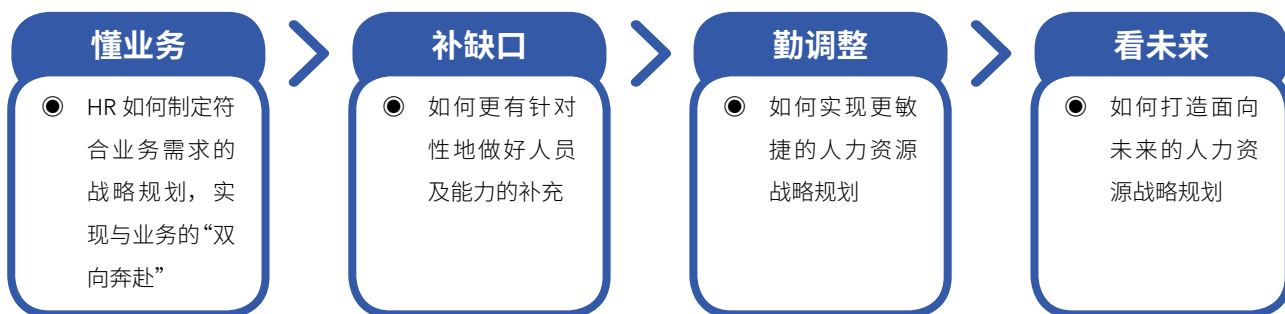 懂业务
◉ HR 如何制定符
合业务需求的
战略规划，实
现与业务的“双
向奔赴”
补缺口
◉ 如何更有针对
性地做好人员
及能力的补充
勤调整
◉ 如何实现更敏
捷的人力资源
战略规划
看未来
◉ 如何打造面向
未来的人力资
源战略规划